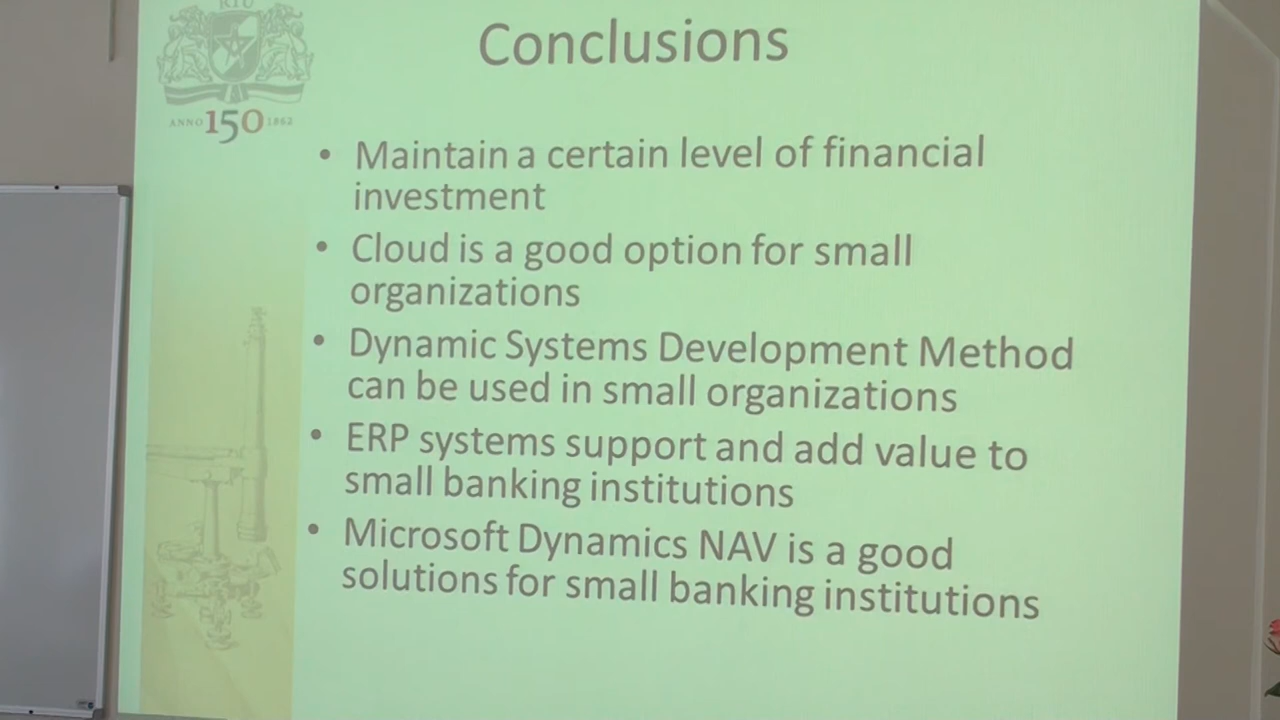 RTU
ANNO 150 1862
Conclusions
• Maintain a certain level of financial
investment
• Cloud is a good option for small
organizations
• Dynamic Systems Development Method
can be used in small organizations
• ERP systems support and add value to
small banking institutions
• Microsoft Dynamics NAV is a good
solutions for small banking institutions